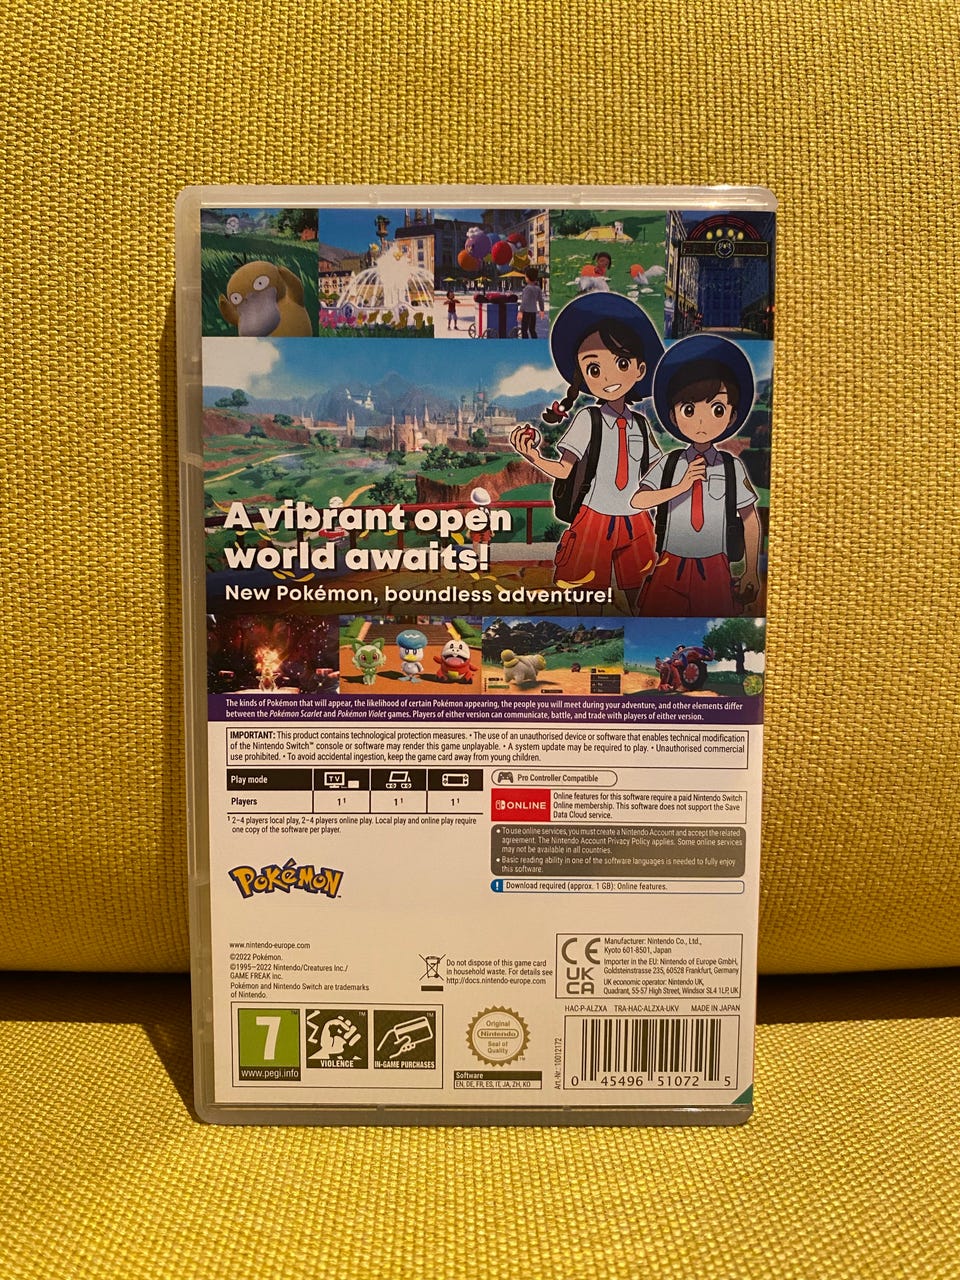 A vibrant open
world awaits!
New Pokémon, boundless adventure!
The kinds of Pokémon that will appear, the likelihood of certain Pokémon appearing, the people you will meet during your adventure, and other elements differ
between the Pokémon Scarlet and Pokémon Violet games. Players of either version can communicate, battle, and trade with players of either version.
IMPORTANT: This product contains technological protection measures. • The use of an unauthorised device or software that enables technical modification
of the Nintendo Switch™ console or software may render this game unplayable. • A system update may be required to play. • Unauthorised commercial
use prohibited. • To avoid accidental ingestion, keep the game card away from young children.
Play mode
TV
Players
1¹
1¹
1¹
¹ 2–4 players local play, 2–4 players online play. Local play and online play require
one copy of the software per player.
Pro Controller Compatible
ONLINE
Online features for this software require a paid Nintendo Switch
Online membership. This software does not support the Save
Data Cloud service.
• To use online services, you must create a Nintendo Account and accept the related
agreement. The Nintendo Account Privacy Policy applies. Some online services
may not be available in all countries.
• Basic reading ability in one of the software languages is needed to fully enjoy
this software.
! Download required (approx. 1 GB): Online features.
POKéMON™
www.nintendo-europe.com
©2022 Pokémon.
©1995–2022 Nintendo/Creatures Inc./
GAME FREAK inc.
Pokémon and Nintendo Switch are trademarks
of Nintendo.
Do not dispose of this game card
in household waste. For details see
http://docs.nintendo-europe.com
CE
UK
CA
Manufacturer: Nintendo Co., Ltd.,
Kyoto 601-8501, Japan
Importer in the EU: Nintendo of Europe GmbH,
Goldsteinstrasse 235, 60528 Frankfurt, Germany
UK economic operator: Nintendo UK,
Quadrant, 55-57 High Street, Windsor SL4 1LP, UK
HAC-P-ALZXA TRA-HAC-ALZXA-UKV MADE IN JAPAN
7
www.pegi.info
VIOLENCE
IN-GAME PURCHASES
Original
Nintendo
Seal of
Quality
™
Software
EN, DE, FR, ES, IT, JA, ZH, KO
Art.-Nr.: 10012172
0 45496 51072 5